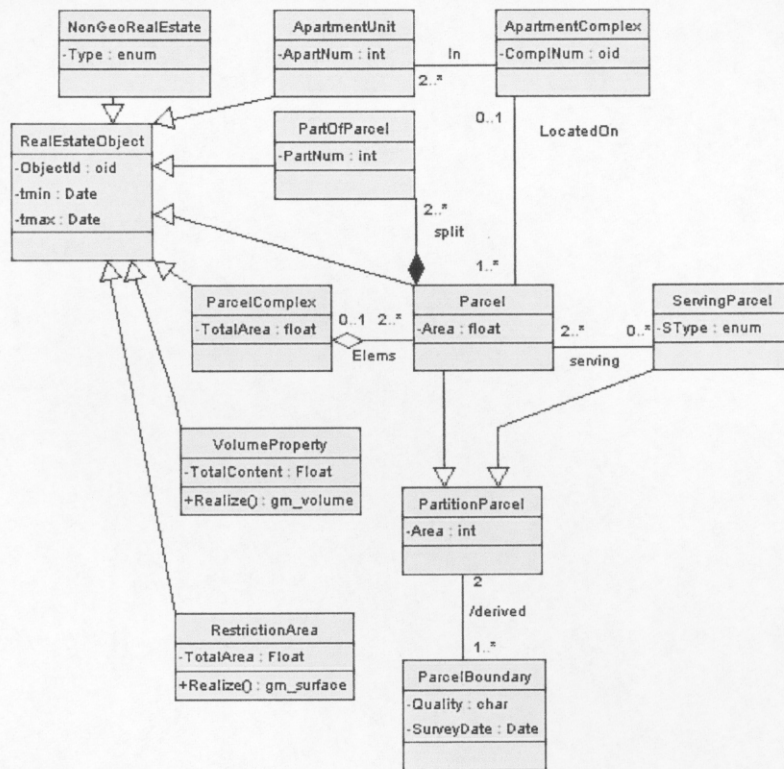 NonGeoRealEstate
-Type : enum
ApartmentUnit
-ApartNum : int
In
2..*
ApartmentComplex
-ComplNum : oid
0..1
LocatedOn
RealEstateObject
-ObjectId : oid
-tmin : Date
-tmax : Date
PartOfParcel
-PartNum : int
2..*
split
1..*
ParcelComplex
-TotalArea : float
0..1
2..*
Elems
Parcel
-Area : float
2..*
0..*
serving
ServingParcel
-SType : enum
VolumeProperty
-TotalContent : Float
+Realize() : gm_volume
PartitionParcel
-Area : int
2
/derived
1..*
RestrictionArea
-TotalArea : Float
+Realize() : gm_surface
ParcelBoundary
-Quality : char
-SurveyDate : Date